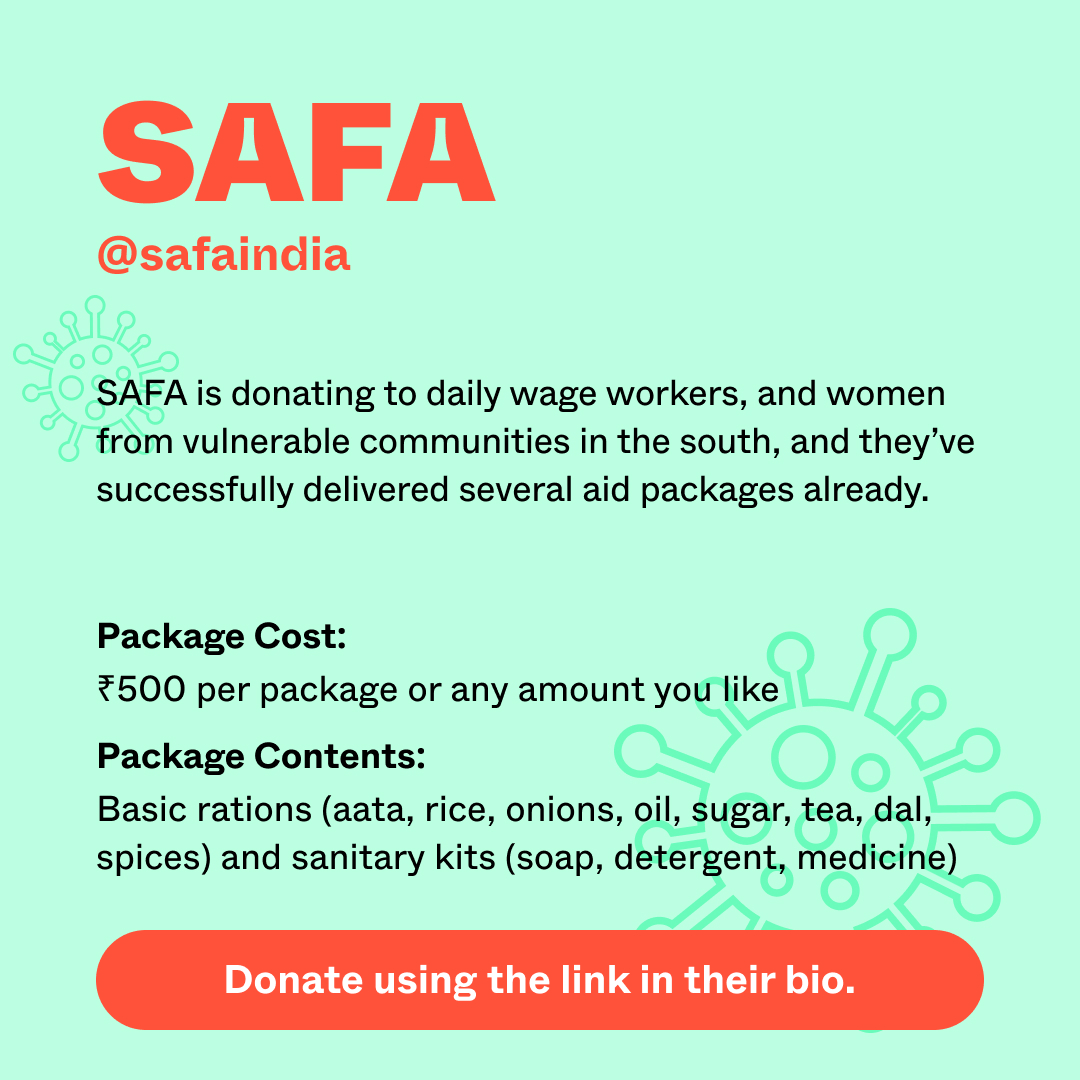 SAFA
@safaindia
SAFA is donating to daily wage workers, and women
from vulnerable communities in the south, and they’ve
successfully delivered several aid packages already.
Package Cost:
₹500 per package or any amount you like
Package Contents:
Basic rations (aata, rice, onions, oil, sugar, tea, dal,
spices) and sanitary kits (soap, detergent, medicine)
Donate using the link in their bio.